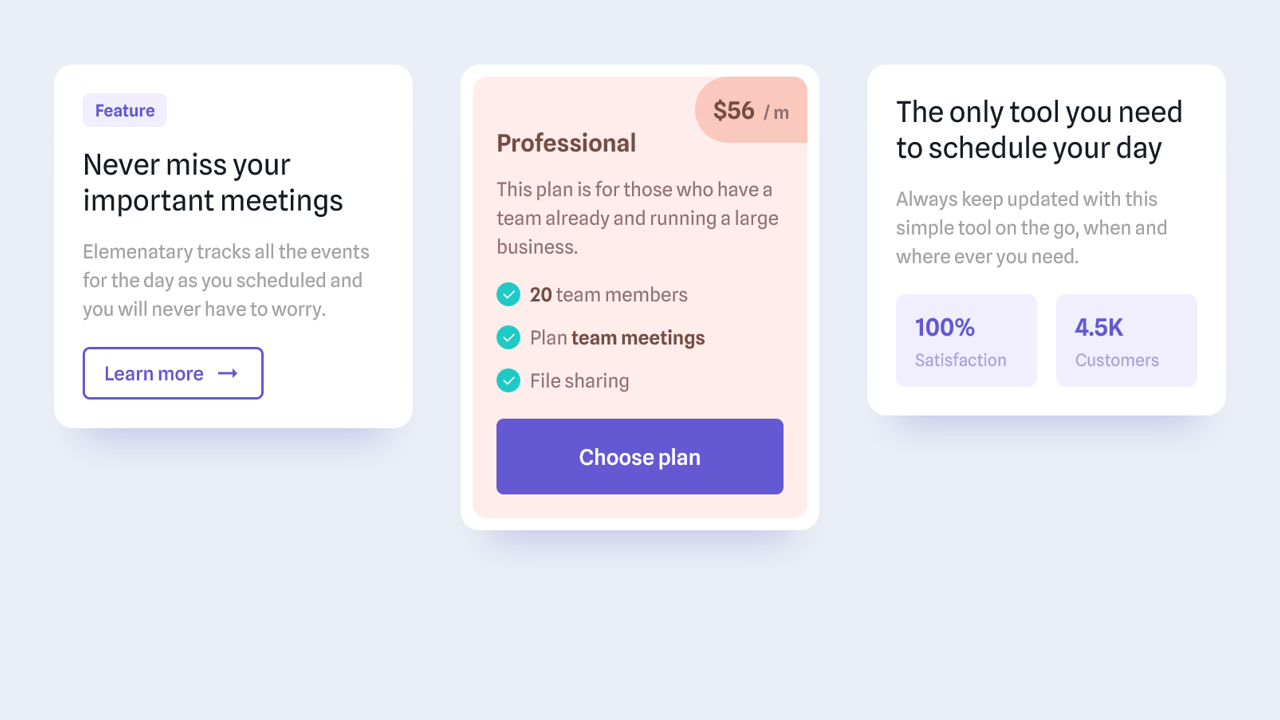 Feature
Never miss your
important meetings
Elemenatary tracks all the events
for the day as you scheduled and
you will never have to worry.
Learn more
$56 / m
Professional
This plan is for those who have a
team already and running a large
business.
20 team members
Plan team meetings
File sharing
Choose plan
The only tool you need
to schedule your day
Always keep updated with this
simple tool on the go, when and
where ever you need.
100%
Satisfaction
4.5K
Customers